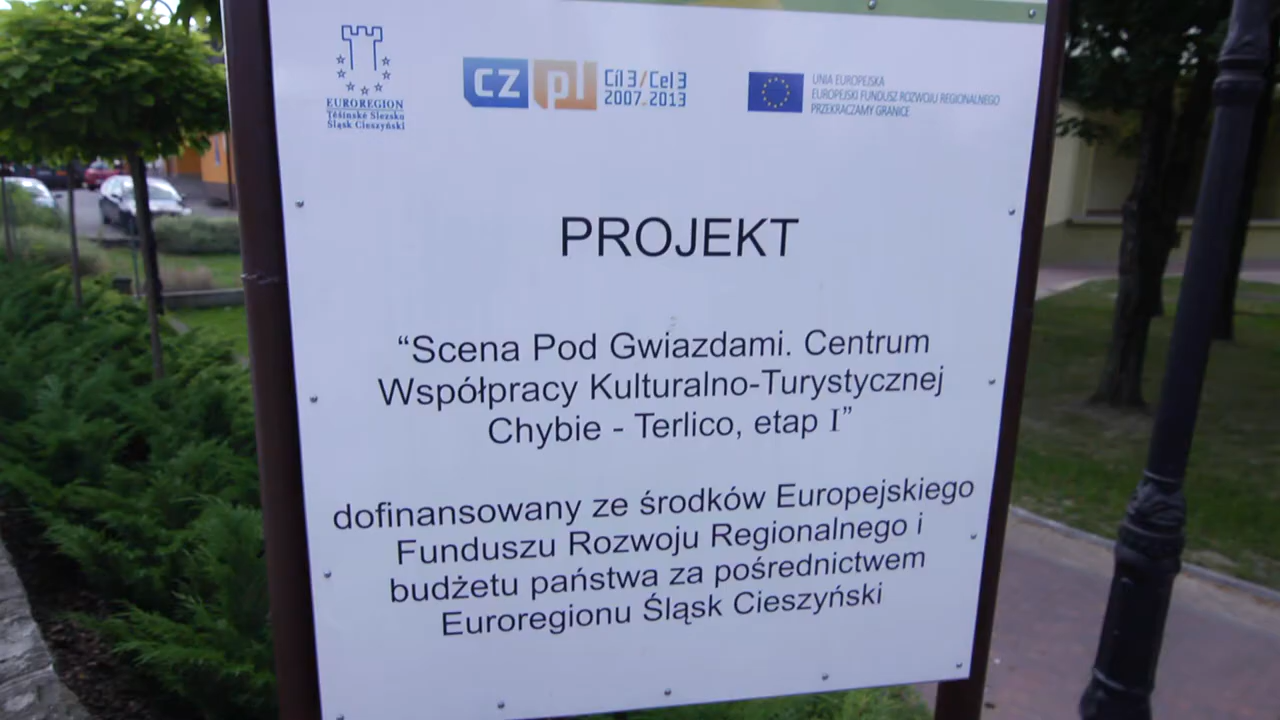 EUROREGION
Těšínské Slezsko
Śląsk Cieszyński
cz pl
Cíl 3 / Cel 3
2007_2013
UNIA EUROPEJSKA
EUROPEJSKI FUNDUSZ ROZWOJU REGIONALNEGO
PRZEKRACZAMY GRANICE
PROJEKT
“Scena Pod Gwiazdami. Centrum
Współpracy Kulturalno-Turystycznej
Chybie - Terlico, etap I”
dofinansowany ze środków Europejskiego
Funduszu Rozwoju Regionalnego i
budżetu państwa za pośrednictwem
Euroregionu Śląsk Cieszyński